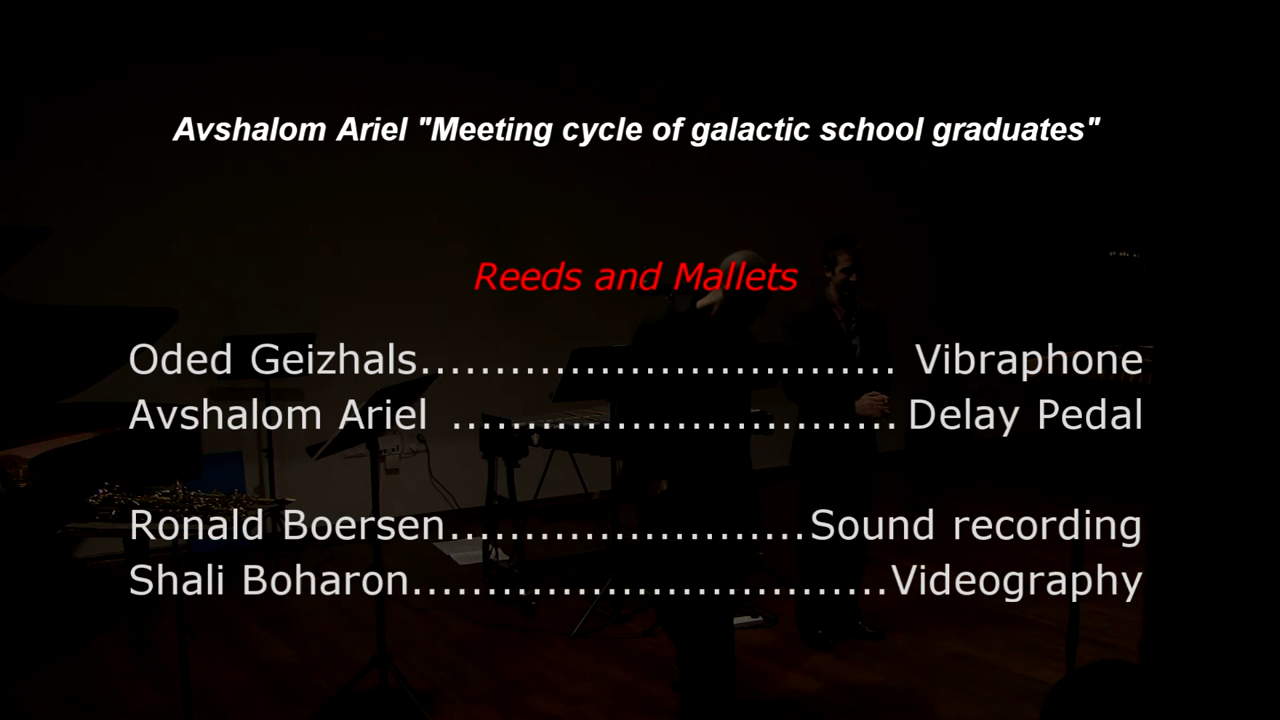 Avshalom Ariel "Meeting cycle of galactic school graduates"
Reeds and Mallets
Oded Geizhals................................ Vibraphone
Avshalom Ariel .............................. Delay Pedal
Ronald Boersen........................Sound recording
Shali Boharon................................Videography